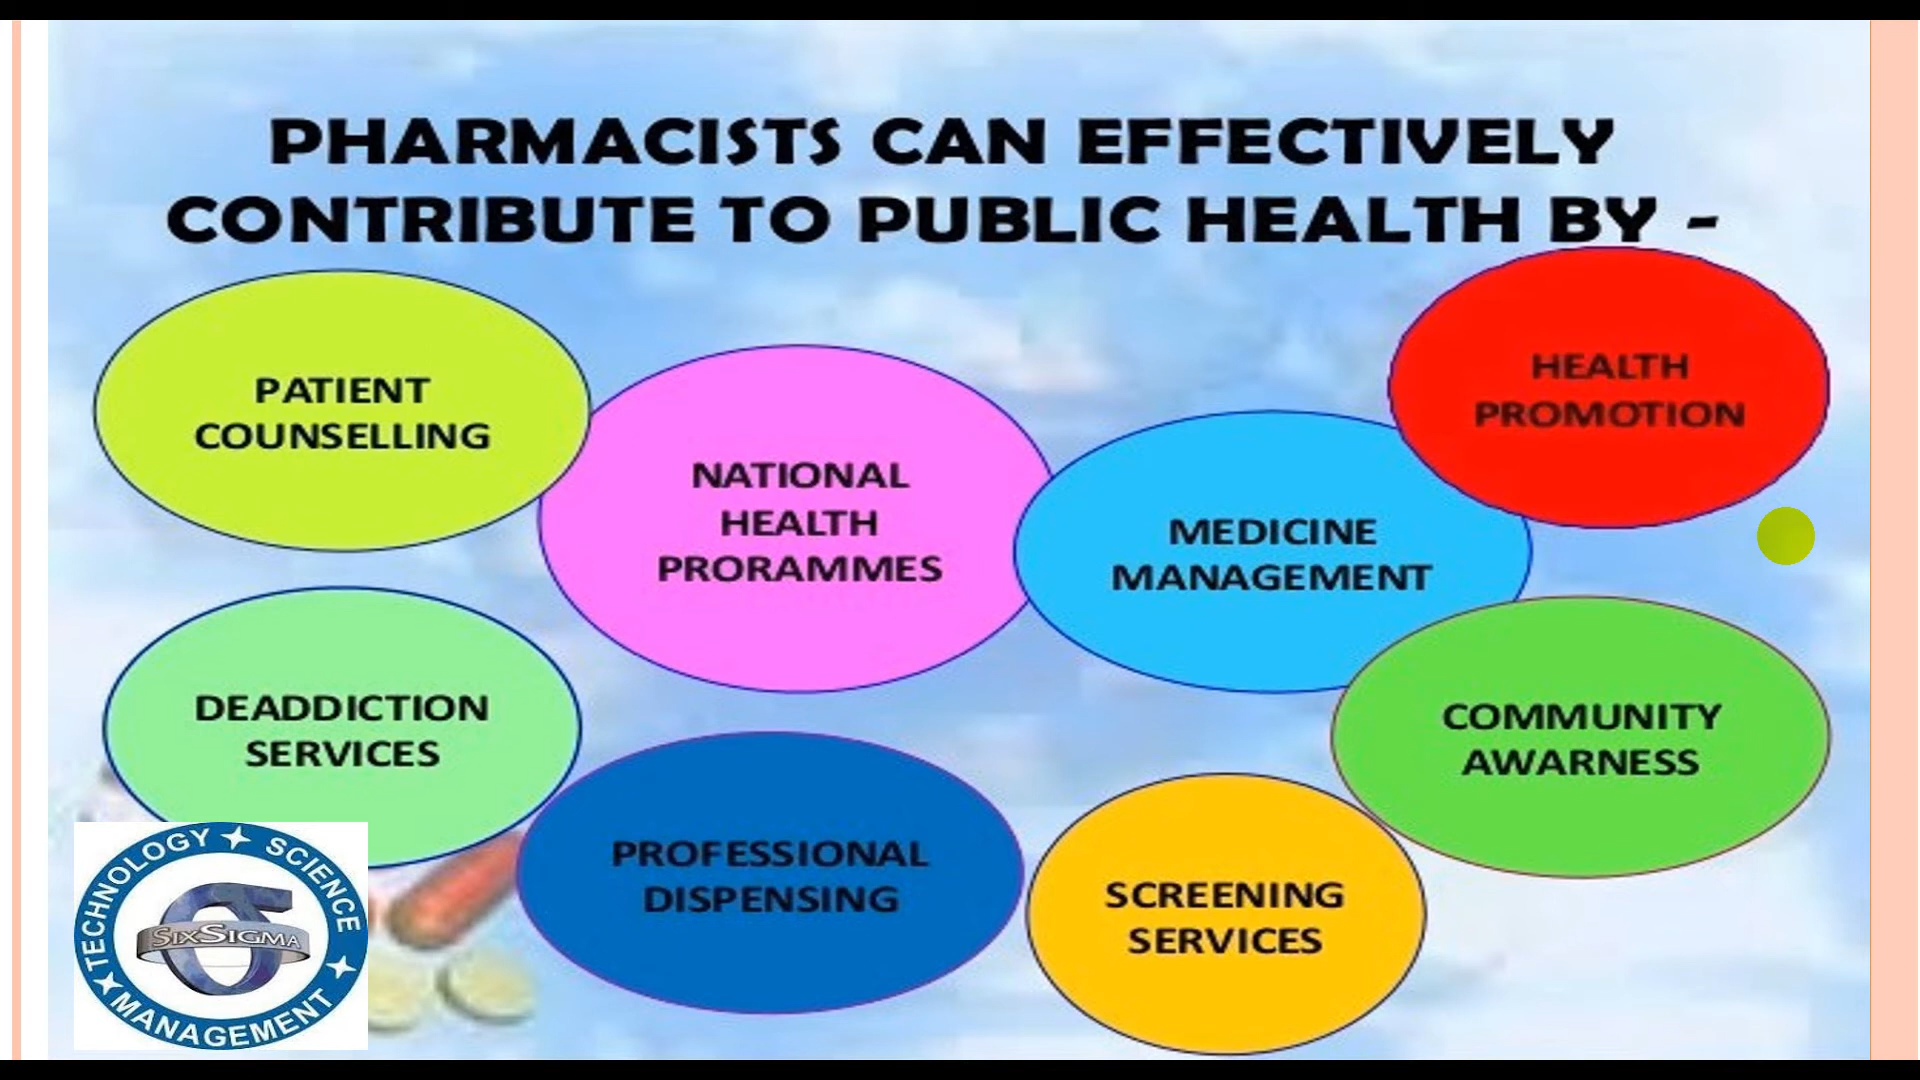 PHARMACISTS CAN EFFECTIVELY
CONTRIBUTE TO PUBLIC HEALTH BY -
PATIENT
COUNSELLING
NATIONAL
HEALTH
PRORAMMES
MEDICINE
MANAGEMENT
HEALTH
PROMOTION
DEADDICTION
SERVICES
PROFESSIONAL
DISPENSING
SCREENING
SERVICES
COMMUNITY
AWARNESS
TECHNOLOGY SCIENCE
SIXSIGMA
MANAGEMENT